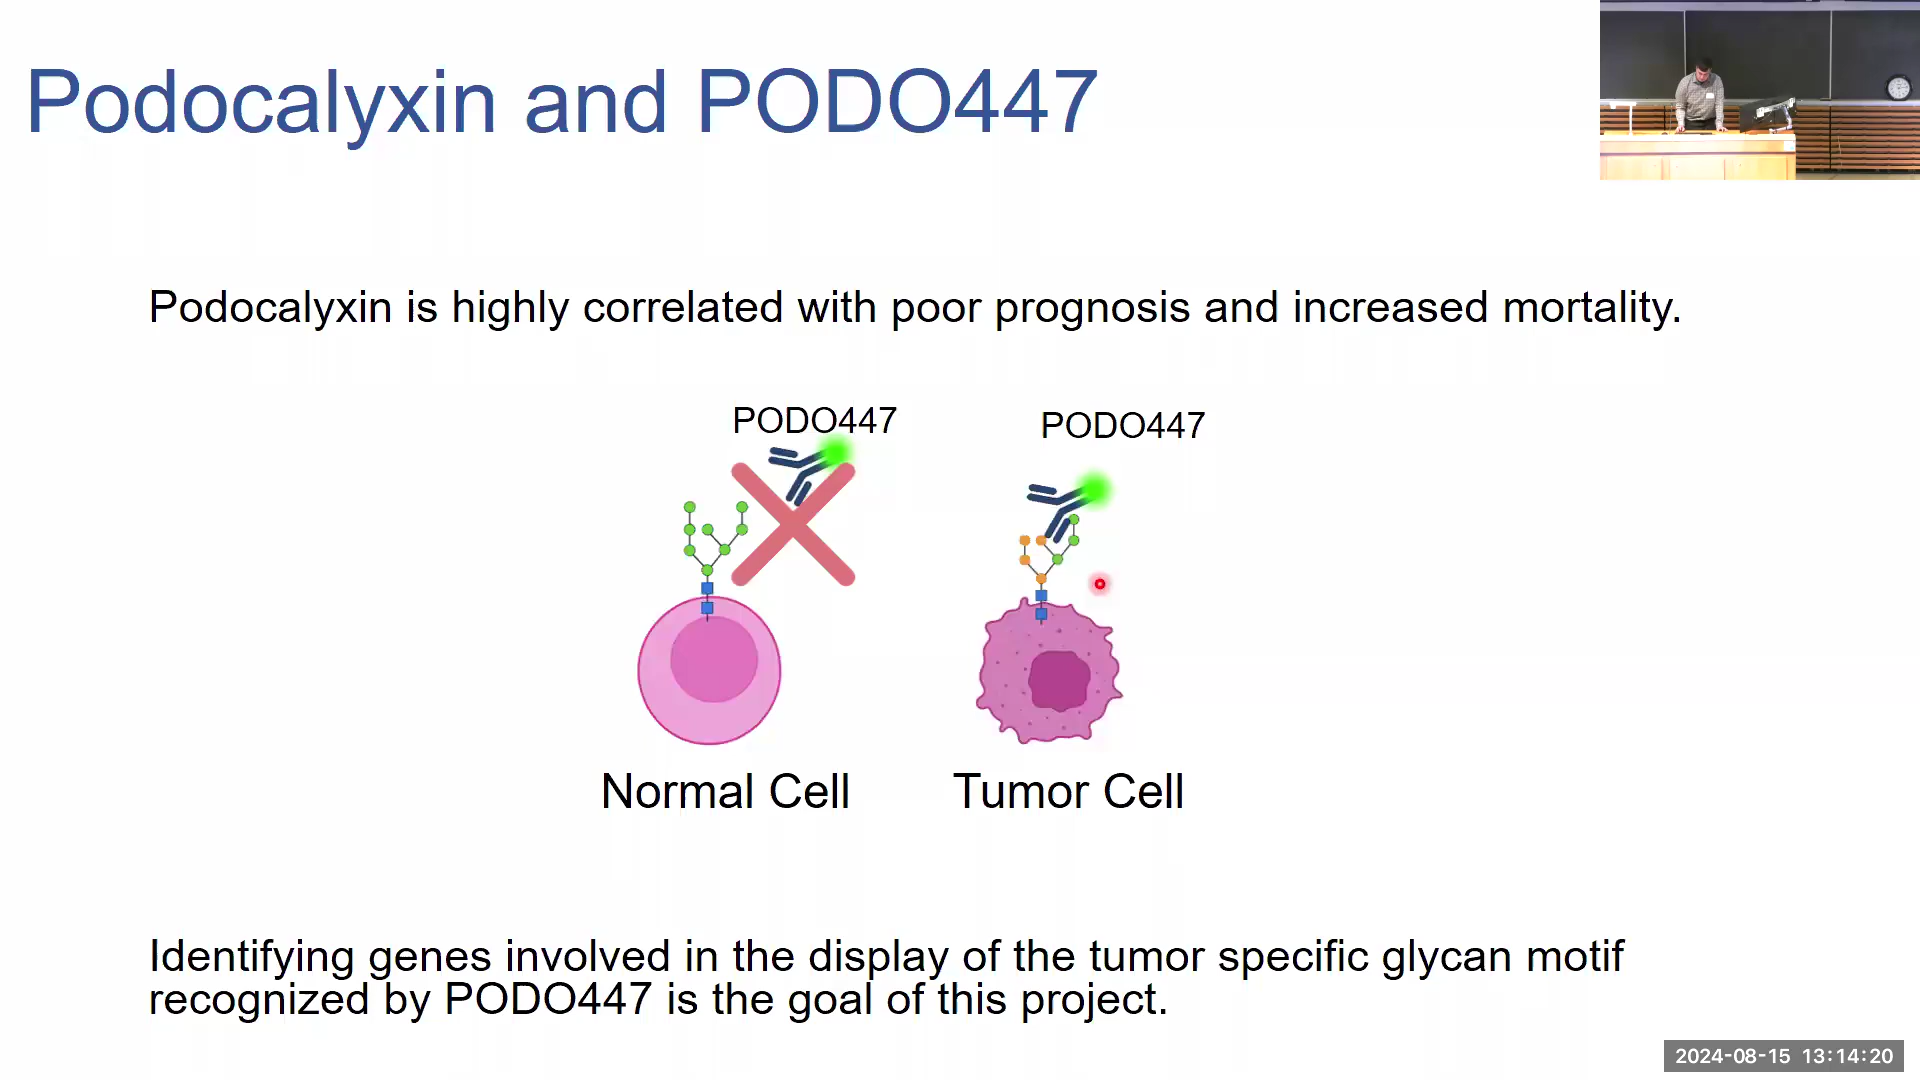 Podocalyxin and PODO447
Podocalyxin is highly correlated with poor prognosis and increased mortality.
PODO447
PODO447
Normal Cell
Tumor Cell
Identifying genes involved in the display of the tumor specific glycan motif
recognized by PODO447 is the goal of this project.
2024-08-15 13:14:20